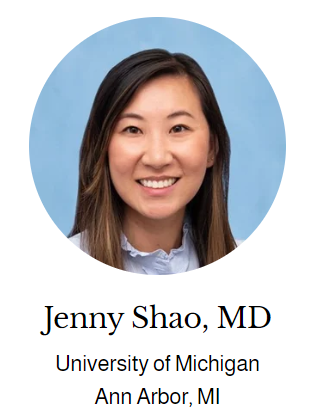 Jenny Shao, MD
University of Michigan
Ann Arbor, MI